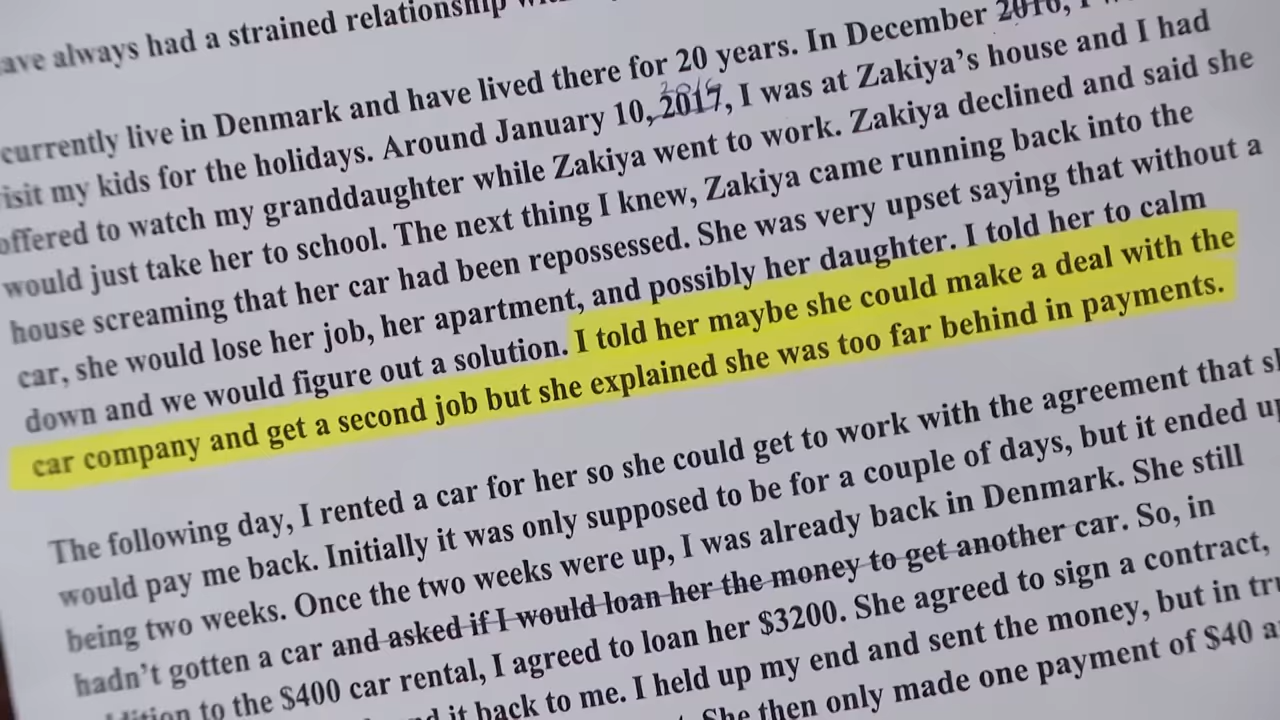 ave always had a strained relationship
currently live in Denmark and have lived there for 20 years. In December 2016, I
isit my kids for the holidays. Around January 10, 2017, I was at Zakiya's house and I had
offered to watch my granddaughter while Zakiya went to work. Zakiya declined and said she
would just take her to school. The next thing I knew, Zakiya came running back into the
house screaming that her car had been repossessed. She was very upset saying that without a
car, she would lose her job, her apartment, and possibly her daughter. I told her to calm
down and we would figure out a solution. I told her maybe she could make a deal with the
car company and get a second job but she explained she was too far behind in payments.
The following day, I rented a car for her so she could get to work with the agreement that s
would pay me back. Initially it was only supposed to be for a couple of days, but it ended u
being two weeks. Once the two weeks were up, I was already back in Denmark. She still
hadn't gotten a car and asked if I would loan her the money to get another car. So, in
dition to the $400 car rental, I agreed to loan her $3200. She agreed to sign a contract,
it back to me. I held up my end and sent the money, but in tr
She then only made one payment of $40 a